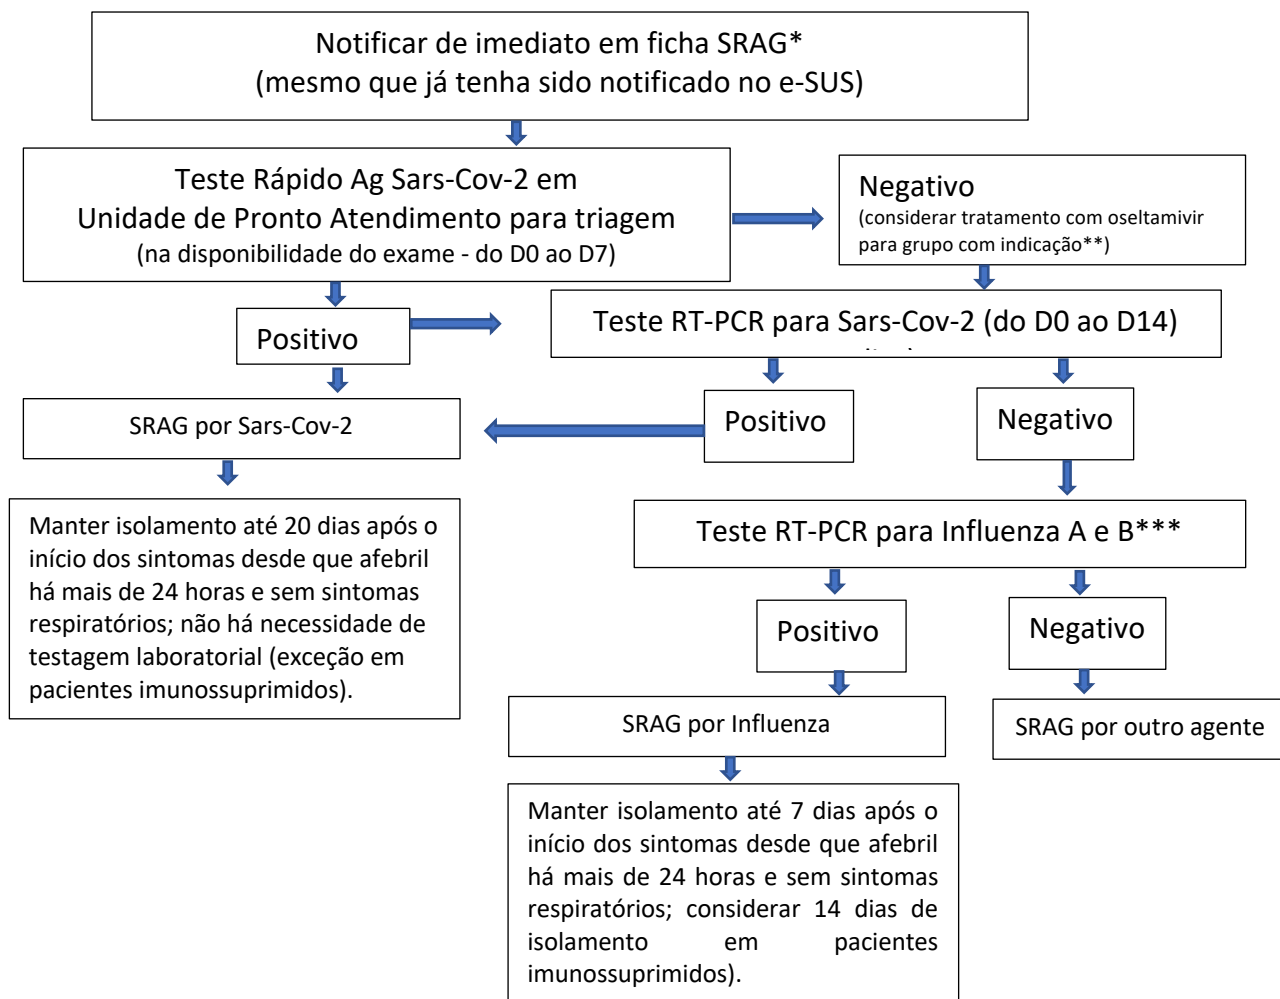 Notificar de imediato em ficha SRAG*
(mesmo que já tenha sido notificado no e-SUS)
Teste Rápido Ag Sars-Cov-2 em
Unidade de Pronto Atendimento para triagem
(na disponibilidade do exame - do D0 ao D7)
Negativo
(considerar tratamento com oseltamivir
para grupo com indicação**)
Positivo
Teste RT-PCR para Sars-Cov-2 (do D0 ao D14)
SRAG por Sars-Cov-2
Positivo
Negativo
Manter isolamento até 20 dias após o
início dos sintomas desde que afebril
há mais de 24 horas e sem sintomas
respiratórios; não há necessidade de
testagem laboratorial (exceção em
pacientes imunossuprimidos).
Teste RT-PCR para Influenza A e B***
Positivo
Negativo
SRAG por Influenza
SRAG por outro agente
Manter isolamento até 7 dias após o
início dos sintomas desde que afebril
há mais de 24 horas e sem sintomas
respiratórios; considerar 14 dias de
isolamento em pacientes
imunossuprimidos).